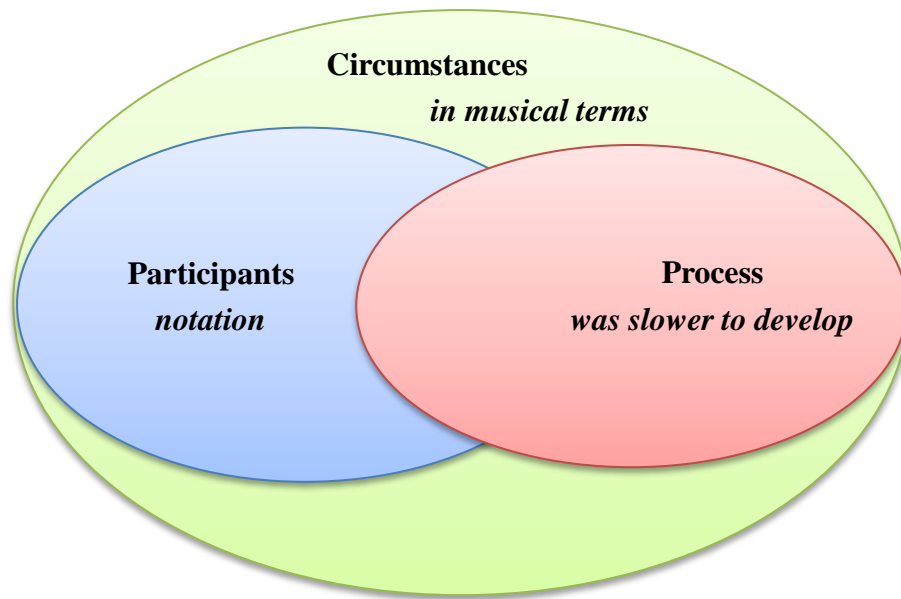 Circumstances
in musical terms
Participants
notation
Process
was slower to develop